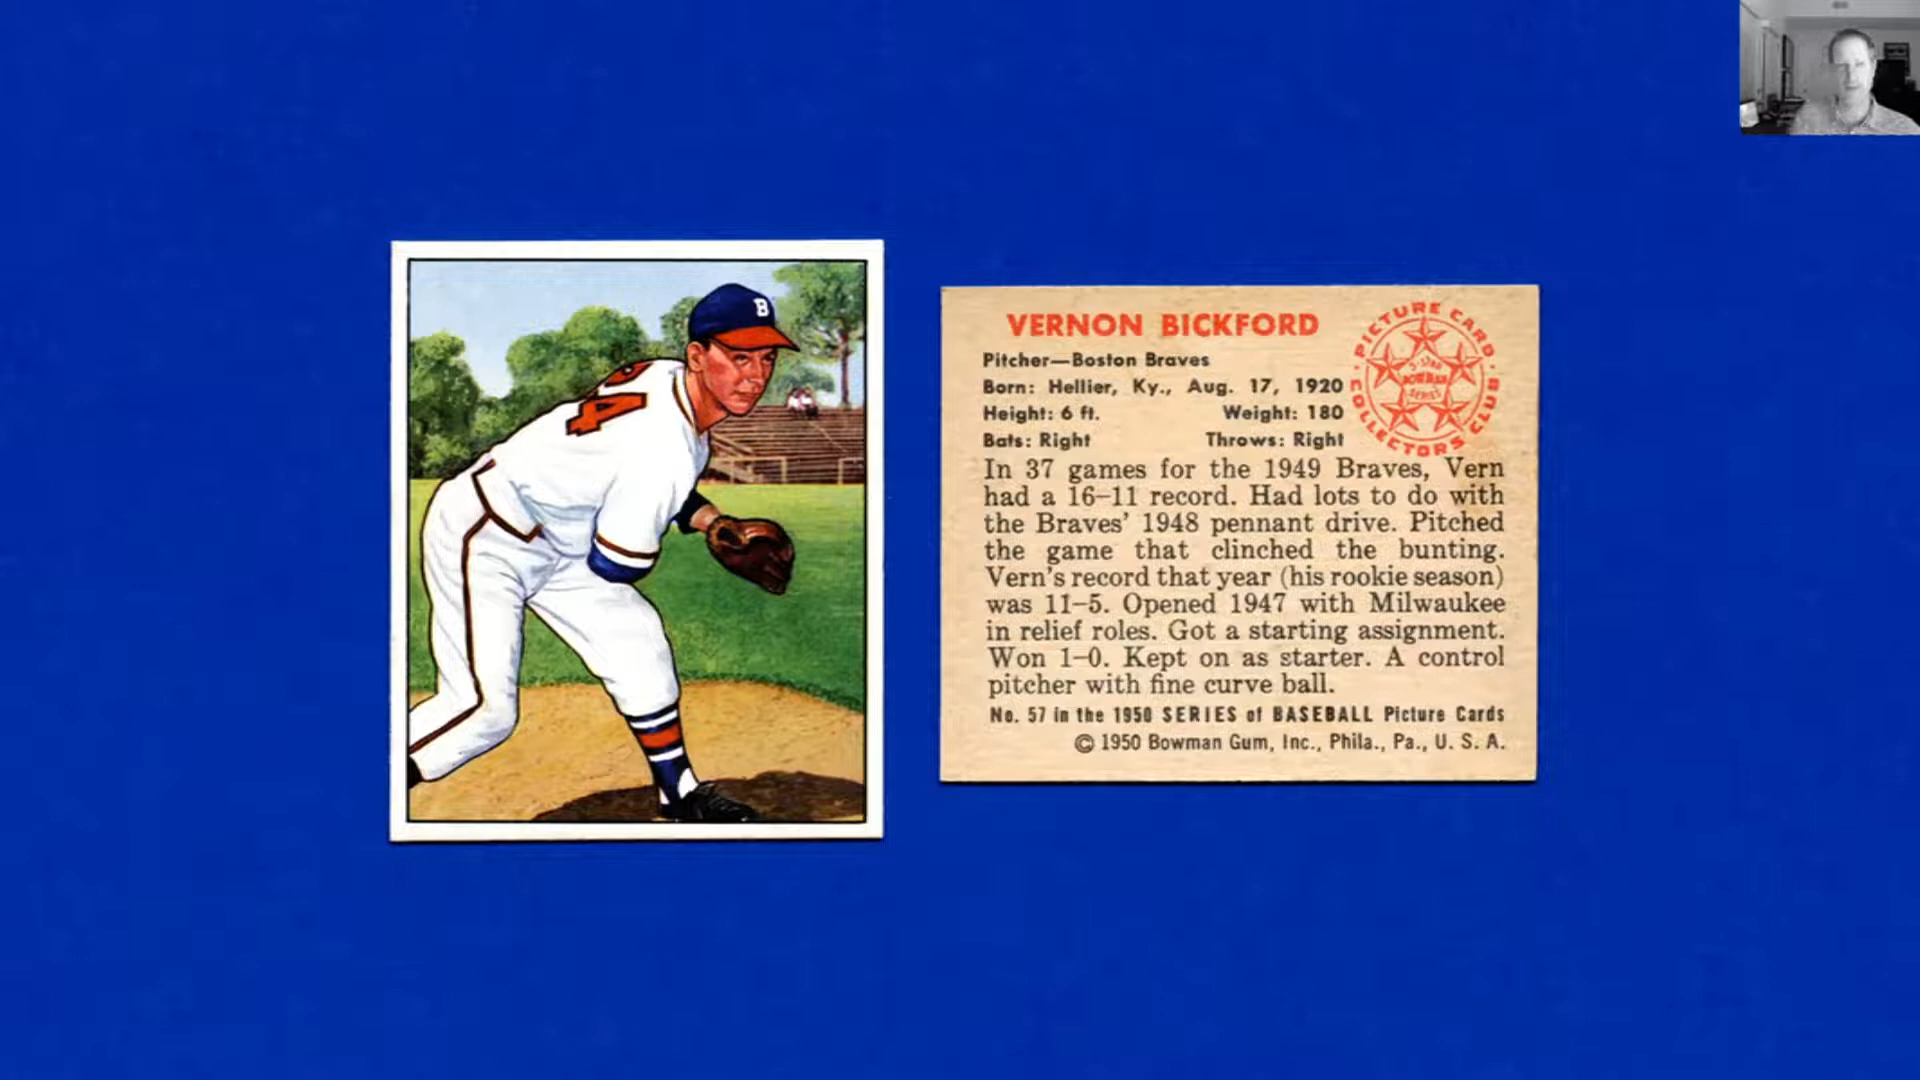 B
4
VERNON BICKFORD
Pitcher—Boston Braves
Born: Hellier, Ky., Aug. 17, 1920
Height: 6 ft. Weight: 180
Bats: Right Throws: Right
PICTURE CARD
COLLECTORS CLUB
5-STAR
BOWMAN
SERIES
In 37 games for the 1949 Braves, Vern
had a 16–11 record. Had lots to do with
the Braves' 1948 pennant drive. Pitched
the game that clinched the bunting.
Vern's record that year (his rookie season)
was 11–5. Opened 1947 with Milwaukee
in relief roles. Got a starting assignment.
Won 1–0. Kept on as starter. A control
pitcher with fine curve ball.
No. 57 in the 1950 SERIES of BASEBALL Picture Cards
© 1950 Bowman Gum, Inc., Phila., Pa., U. S. A.